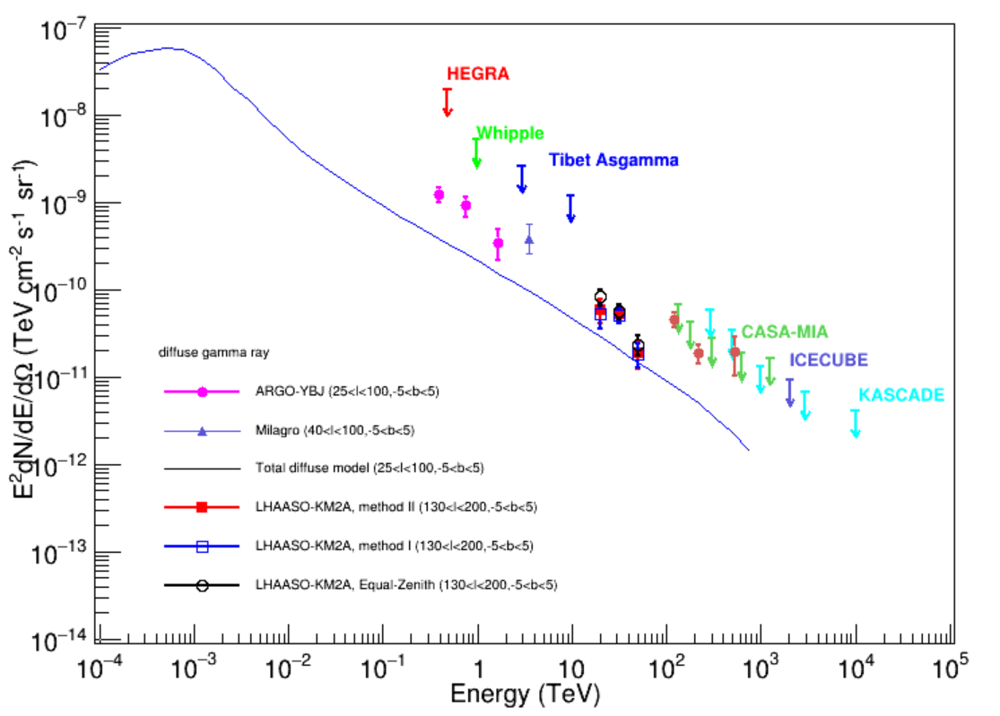 10⁻⁷
10⁻⁸
10⁻⁹
10⁻¹⁰
10⁻¹¹
10⁻¹²
10⁻¹³
10⁻¹⁴
E²dN/dE/dΩ (TeV cm⁻² s⁻¹ sr⁻¹)
HEGRA
Whipple
Tibet Asgamma
CASA-MIA
ICECUBE
KASCADE
diffuse gamma ray
ARGO-YBJ (25<l<100,-5<b<5)
Milagro (40<l<100,-5<b<5)
Total diffuse model (25<l<100,-5<b<5)
LHAASO-KM2A, method II (130<l<200,-5<b<5)
LHAASO-KM2A, method I (130<l<200,-5<b<5)
LHAASO-KM2A, Equal-Zenith (130<l<200,-5<b<5)
10⁻⁴ 10⁻³ 10⁻² 10⁻¹ 1 10 10² 10³ 10⁴ 10⁵
Energy (TeV)